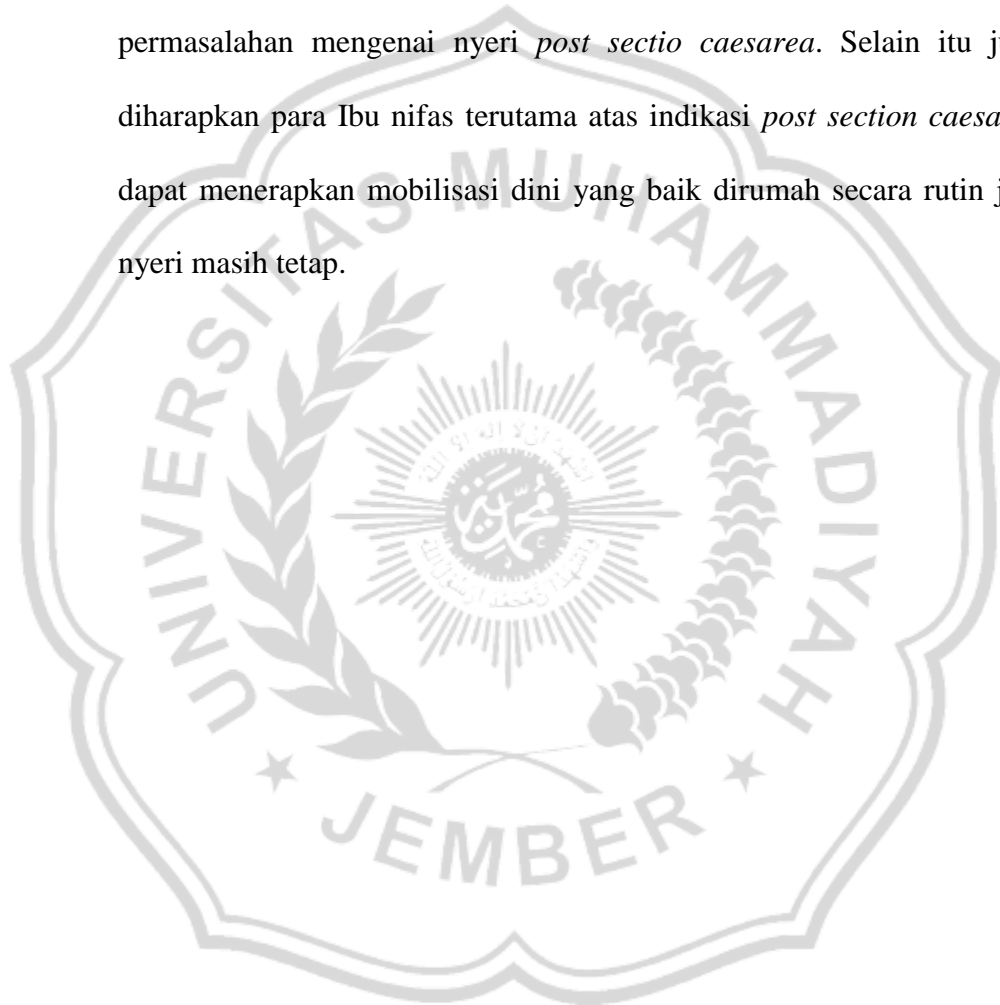 permasalahan mengenai nyeri post sectio caesarea. Selain itu
diharapkan para Ibu nifas terutama atas indikasi post section
dapat menerapkan mobilisasi dini yang baik dirumah secara rutin
nyeri masih tetap.
UNIVERSITAS MUHAMMADIYAH
JEMBER